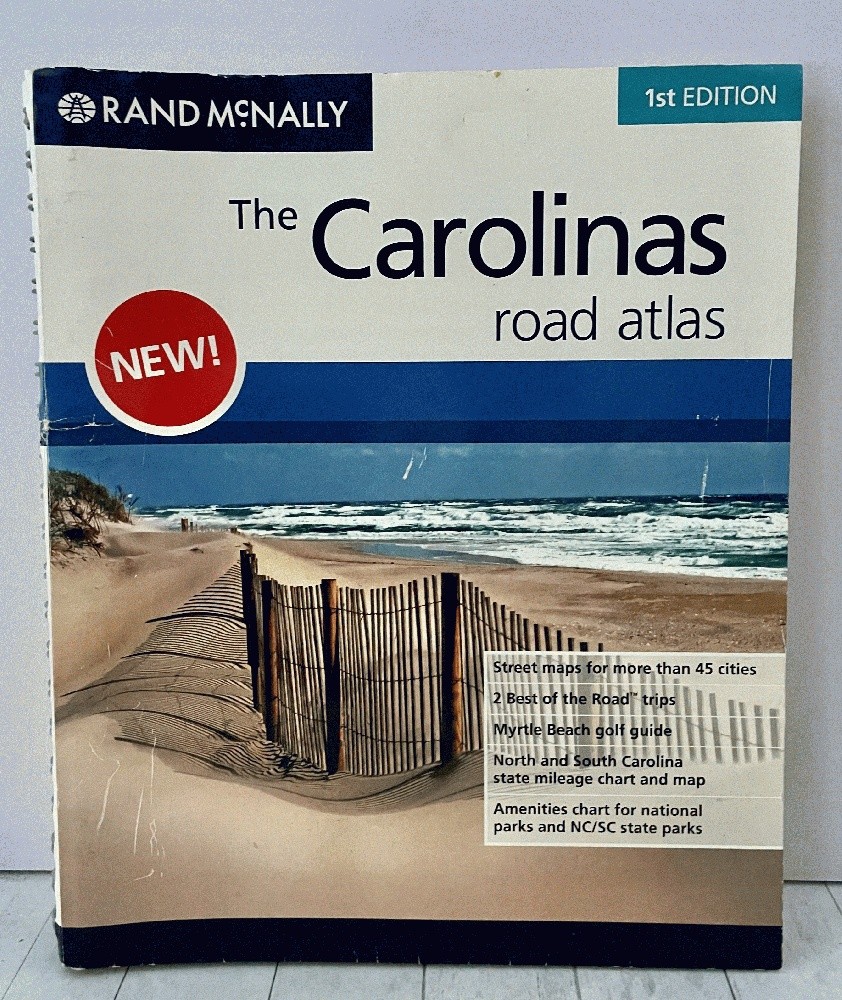 RAND McNALLY
1st EDITION
The Carolinas
road atlas
NEW!
Street maps for more than 45 cities
2 Best of the Road™ trips
Myrtle Beach golf guide
North and South Carolina
state mileage chart and map
Amenities chart for national
parks and NC/SC state parks